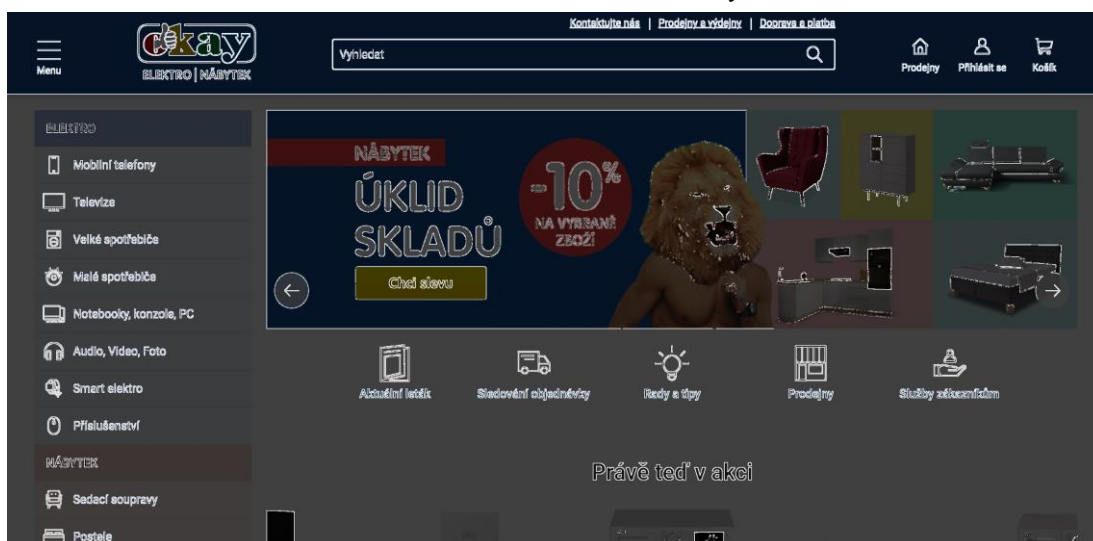 Kontaktujte nás | Prodejny a výdejny | Doprava a platba
Menu
okay
ELEKTRO | NÁBYTEK
Vyhledat
Prodejny
Přihlásit se
Košík
ELEKTRO
Mobilní telefony
Televize
Velké spotřebiče
Malé spotřebiče
Notebooky, konzole, PC
Audio, Video, Foto
Smart elektro
Příslušenství
NÁBYTEK
Sedací soupravy
Postele
NÁBYTEK
ÚKLID
SKLADŮ
Chci slevu
-10%
NA VYBRANÉ
ZBOŽÍ
Aktuální leták
Sledování objednávky
Rady a tipy
Prodejny
Služby zákazníkům
Právě teď v akci